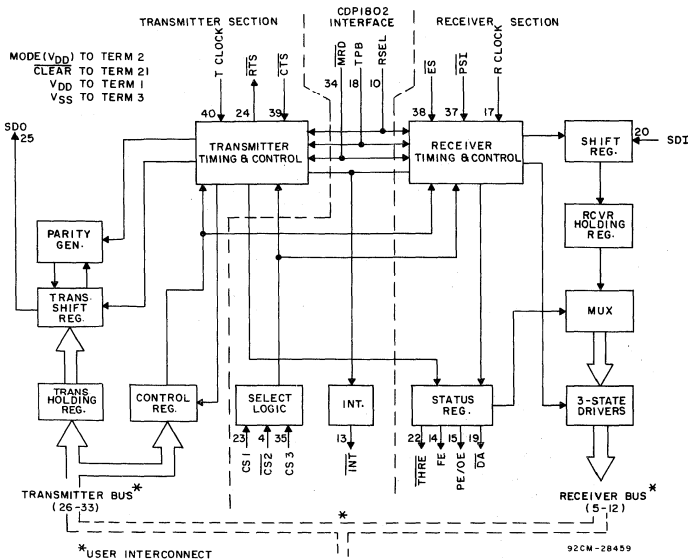 TRANSMITTER SECTION
CDP1802
INTERFACE
RECEIVER SECTION
MODE(VDD) TO TERM 2
CLEAR TO TERM 21
VDD TO TERM 1
VSS TO TERM 3
T CLOCK
RTS
CTS
MRD
TPB
RSEL
ES
PSI
R CLOCK
40
24
39
34
18
10
38
37
17
SDO
25
TRANSMITTER
TIMING & CONTROL
RECEIVER
TIMING & CONTROL
SHIFT
REG.
20
SDI
PARITY
GEN.
RCVR
HOLDING
REG.
TRANS.
SHIFT
REG.
MUX
TRANS
HOLDING
REG.
CONTROL
REG.
SELECT
LOGIC
INT.
STATUS
REG.
3-STATE
DRIVERS
23
4
35
13
22
14
15
19
CS1
CS2
CS3
INT
THRE
FE
PE/OE
DA
TRANSMITTER BUS*
(26-33)
RECEIVER BUS*
(5-12)
*
*USER INTERCONNECT
92CM-28459